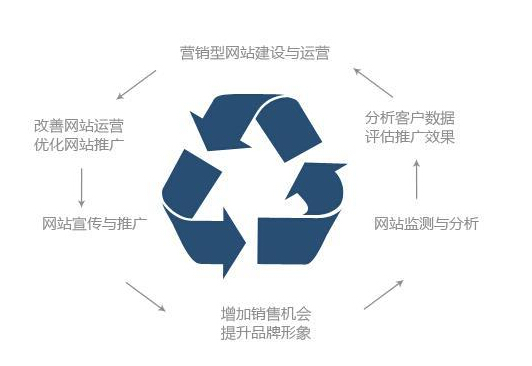 营销型网站建设与运营
改善网站运营
优化网站推广
分析客户数据
评估推广效果
网站宣传与推广
网站监测与分析
增加销售机会
提升品牌形象